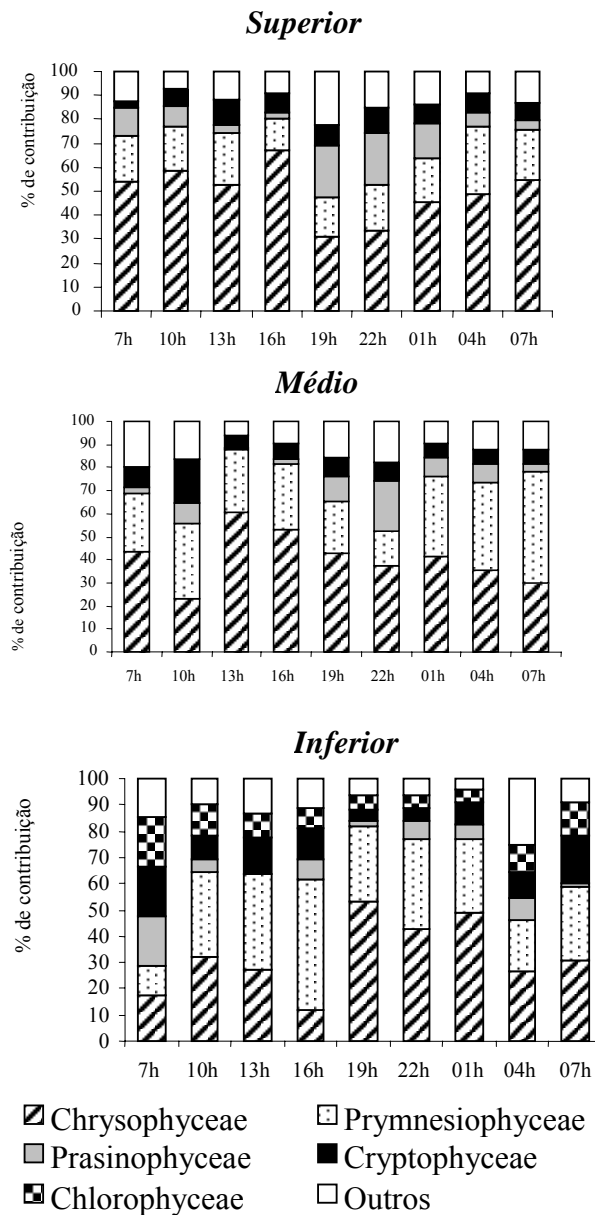 Superior
% de contribuição
100
90
80
70
60
50
40
30
20
10
0
7h 10h 13h 16h 19h 22h 01h 04h 07h
Médio
% de contribuição
100
90
80
70
60
50
40
30
20
10
0
7h 10h 13h 16h 19h 22h 01h 04h 07h
Inferior
% de contribuição
100
90
80
70
60
50
40
30
20
10
0
7h 10h 13h 16h 19h 22h 01h 04h 07h
Chrysophyceae Prymnesiophyceae
Prasinophyceae Cryptophyceae
Chlorophyceae Outros